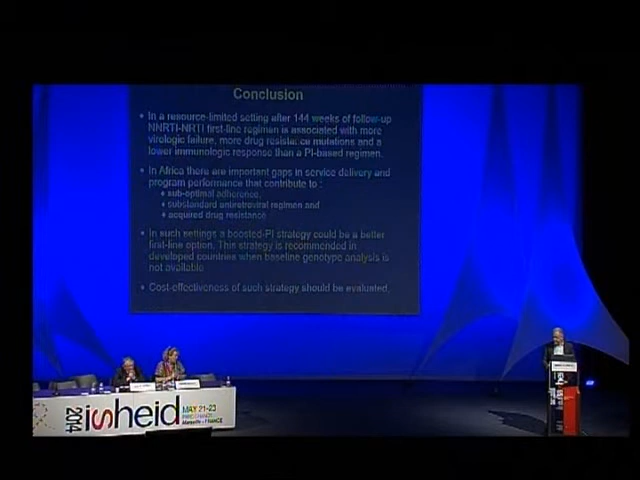 Conclusion
• In a resource-limited setting after 144 weeks of follow-up
NNRTI-NRTI first-line regimen is associated with more
virologic failure, more drug resistance mutations and a
lower immunologic response than a PI-based regimen.
• In Africa there are important gaps in service delivery and
program performance that contribute to :
• sub-optimal adherence,
• substandard antiretroviral regimen and
• acquired drug resistance
• In such settings a boosted-PI strategy could be a better
first-line option. This strategy is recommended in
developed countries when baseline genotype analysis is
not available
• Cost-effectiveness of such strategy should be evaluated,
2014
isheid
MAY 21-23
Marseille - FRANCE